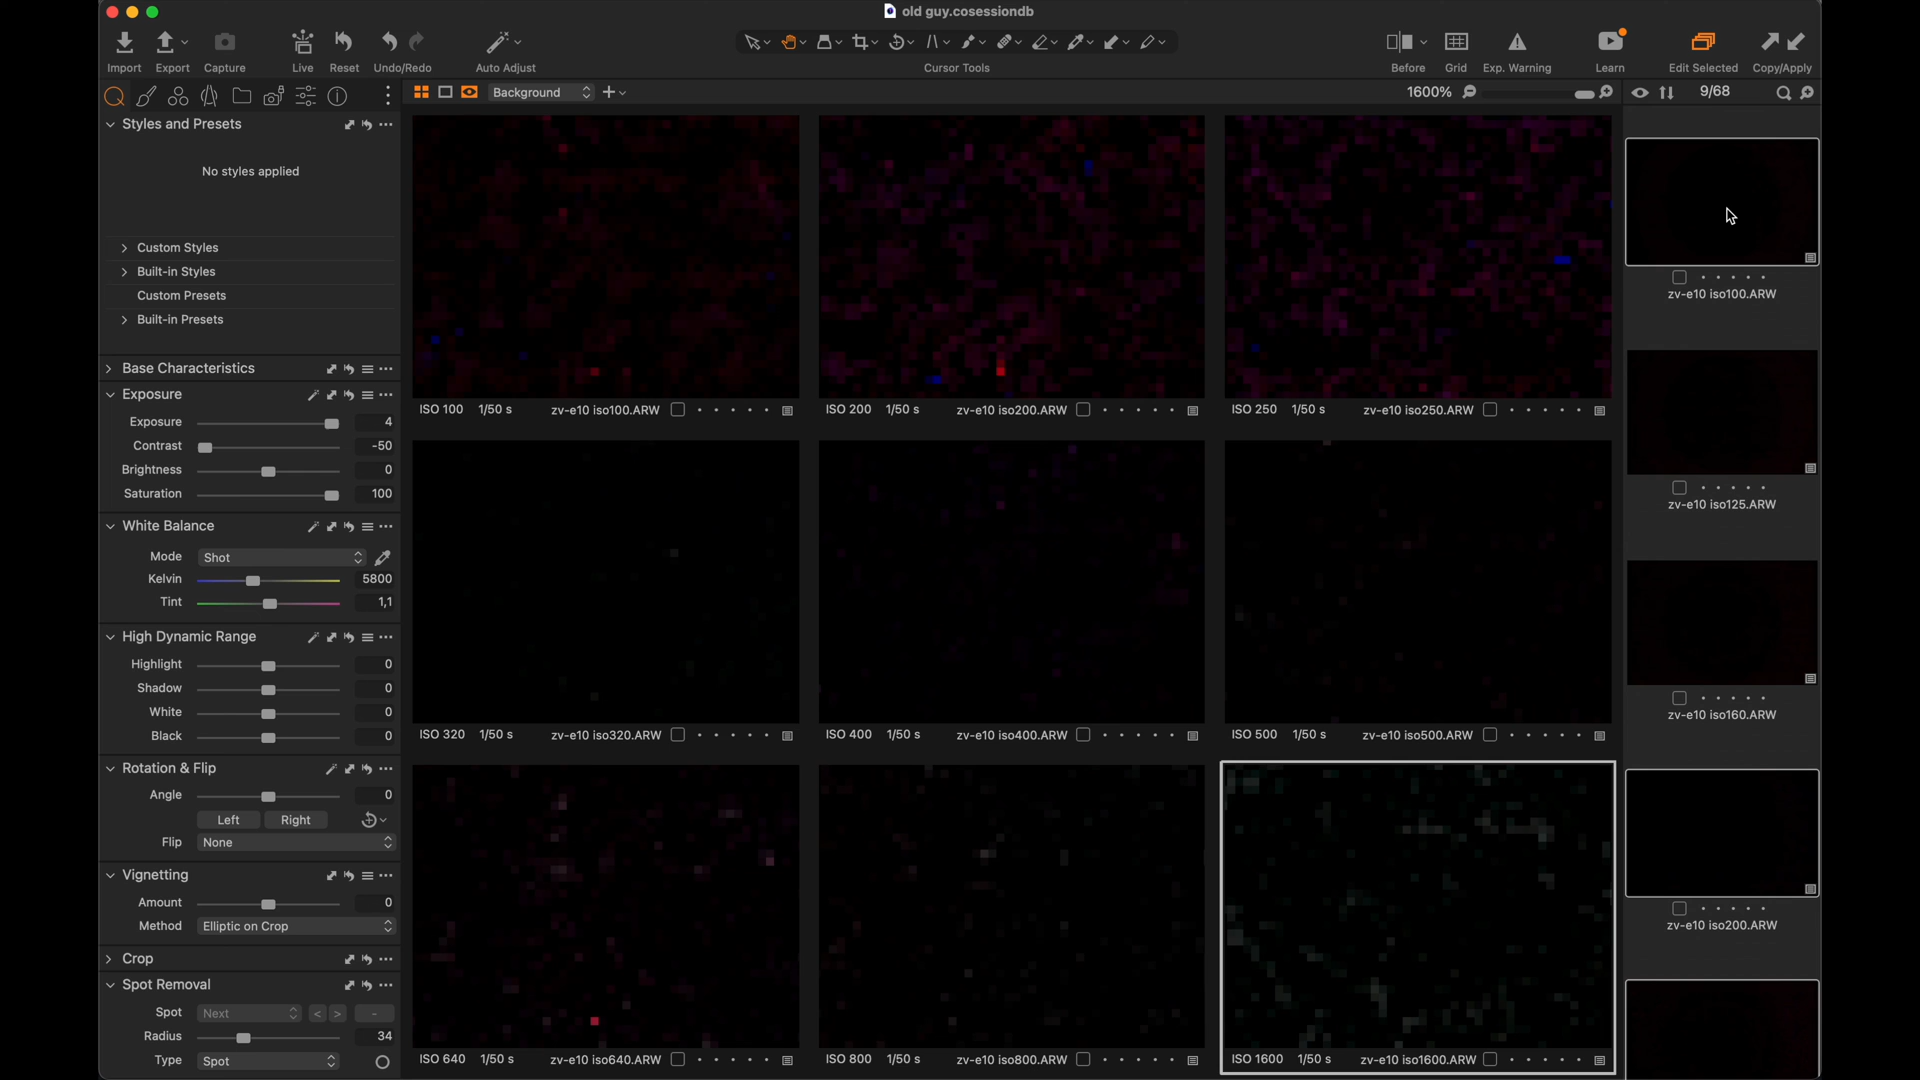 old guy.cosessiondb
Import Export Capture Live Reset Undo/Redo Auto Adjust Cursor Tools Before Grid Exp. Warning Learn Edit Selected Copy/Apply
Background 1600% 9/68
Styles and Presets
No styles applied
Custom Styles
Built-in Styles
Custom Presets
Built-in Presets
Base Characteristics
Exposure
Exposure 4
Contrast -50
Brightness 0
Saturation 100
White Balance
Mode Shot
Kelvin 5800
Tint 1,1
High Dynamic Range
Highlight 0
Shadow 0
White 0
Black 0
Rotation & Flip
Angle 0
Left Right
Flip None
Vignetting
Amount 0
Method Elliptic on Crop
Crop
Spot Removal
Spot Next < > -
Radius 34
Type Spot
ISO 100 1/50 s zv-e10 iso100.ARW
ISO 200 1/50 s zv-e10 iso200.ARW
ISO 250 1/50 s zv-e10 iso250.ARW
ISO 320 1/50 s zv-e10 iso320.ARW
ISO 400 1/50 s zv-e10 iso400.ARW
ISO 500 1/50 s zv-e10 iso500.ARW
ISO 640 1/50 s zv-e10 iso640.ARW
ISO 800 1/50 s zv-e10 iso800.ARW
ISO 1600 1/50 s zv-e10 iso1600.ARW
zv-e10 iso100.ARW
zv-e10 iso125.ARW
zv-e10 iso160.ARW
zv-e10 iso200.ARW